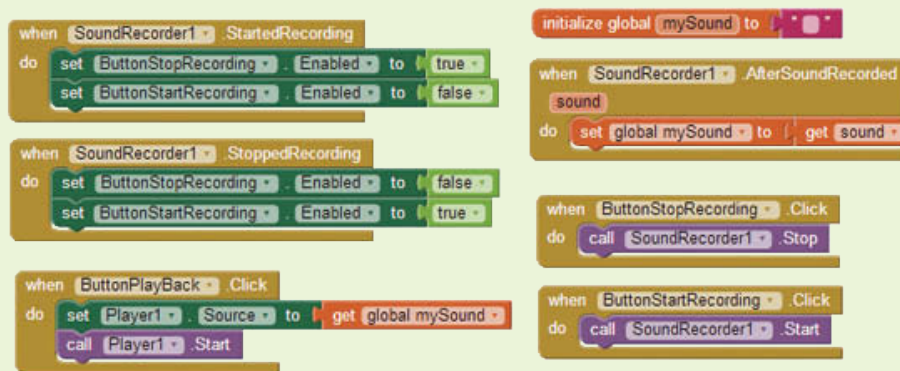 when SoundRecorder1 .StartedRecording
do set ButtonStopRecording . Enabled to true
set ButtonStartRecording . Enabled to false
when SoundRecorder1 .StoppedRecording
do set ButtonStopRecording . Enabled to false
set ButtonStartRecording . Enabled to true
when ButtonPlayBack .Click
do set Player1 . Source to get global mySound
call Player1 .Start
initialize global mySound to " "
when SoundRecorder1 .AfterSoundRecorded
sound
do set global mySound to get sound
when ButtonStopRecording .Click
do call SoundRecorder1 .Stop
when ButtonStartRecording .Click
do call SoundRecorder1 .Start